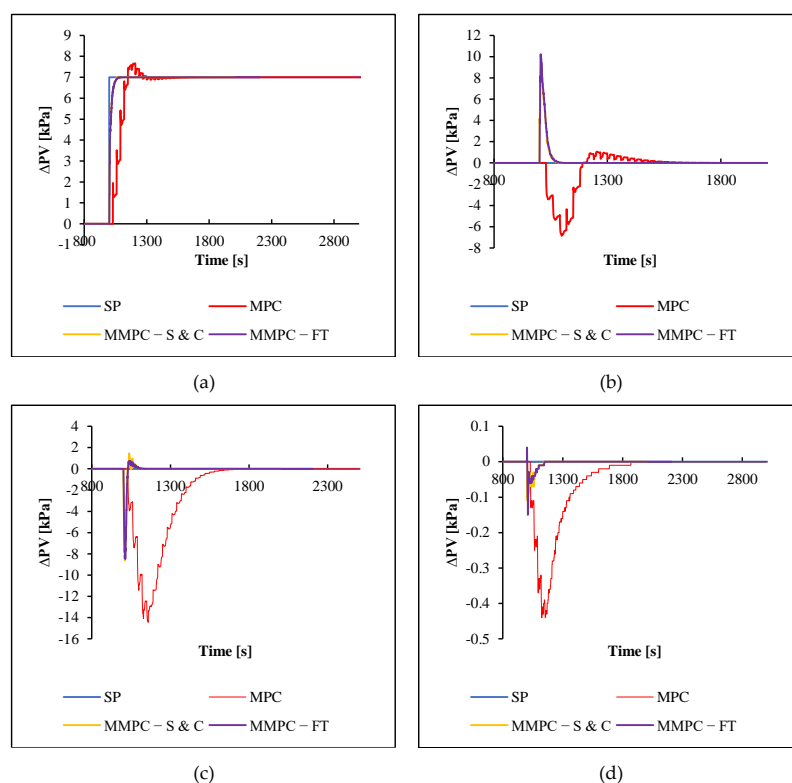 9
8
7
6
5
4
3
2
1
0
-1
800 1300 1800 2300 2800
ΔPV [kPa]
Time [s]
SP MPC
MMPC – S & C MMPC – FT
(a)
12
10
8
6
4
2
0
-2
-4
-6
-8
800 1300 1800
ΔPV [kPa]
Time [s]
SP MPC
MMPC – S & C MMPC – FT
(b)
4
2
0
-2
-4
-6
-8
-10
-12
-14
-16
800 1300 1800 2300
ΔPV [kPa]
Time [s]
SP MPC
MMPC – S & C MMPC – FT
(c)
0.1
0
-0.1
-0.2
-0.3
-0.4
-0.5
800 1300 1800 2300 2800
ΔPV [kPa]
Time [s]
SP MPC
MMPC – S & C MMPC – FT
(d)